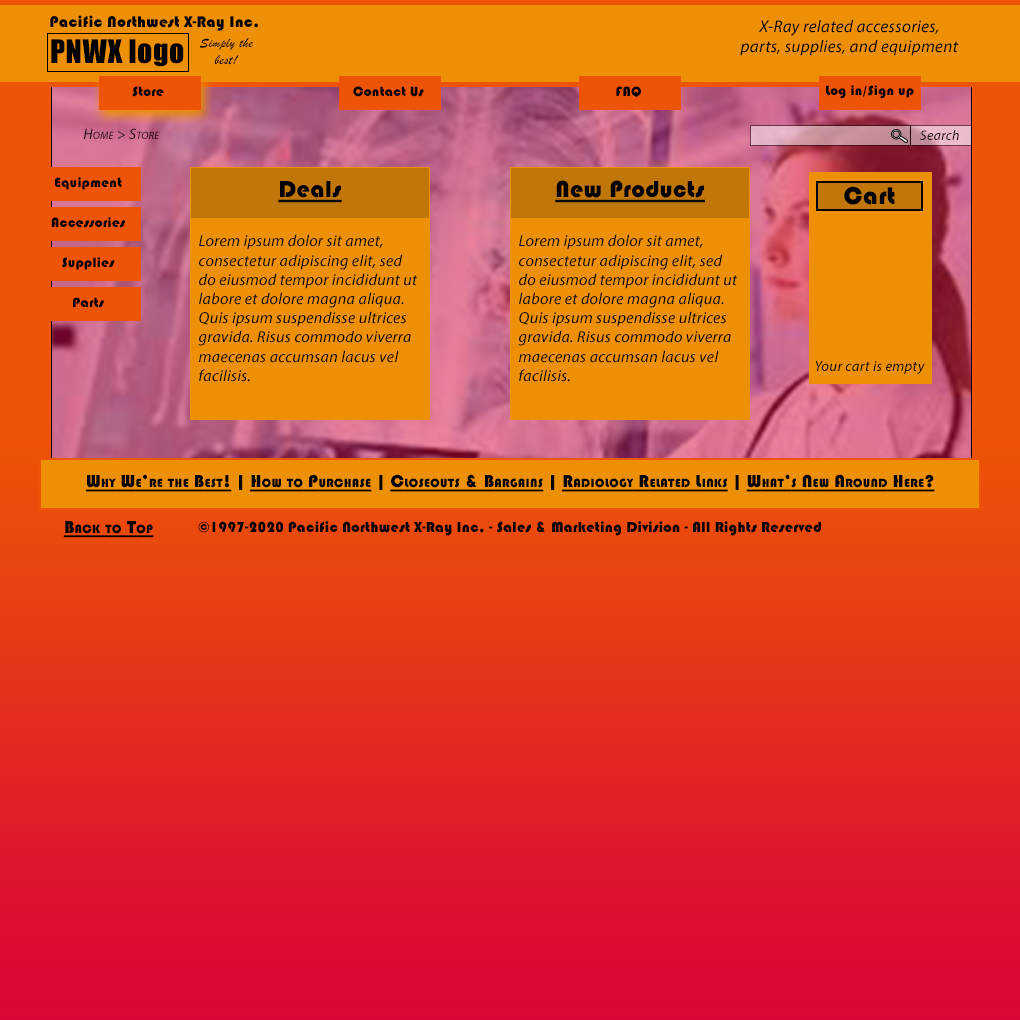 Pacific Northwest X-Ray Inc.
PNWX logo
Simply the
best!
X-Ray related accessories,
parts, supplies, and equipment
Store
Contact Us
FAQ
Log in/Sign up
Home > Store
Search
Equipment
Accessories
Supplies
Parts
Deals
Lorem ipsum dolor sit amet,
consectetur adipiscing elit, sed
do eiusmod tempor incididunt ut
labore et dolore magna aliqua.
Quis ipsum suspendisse ultrices
gravida. Risus commodo viverra
maecenas accumsan lacus vel
facilisis.
New Products
Lorem ipsum dolor sit amet,
consectetur adipiscing elit, sed
do eiusmod tempor incididunt ut
labore et dolore magna aliqua.
Quis ipsum suspendisse ultrices
gravida. Risus commodo viverra
maecenas accumsan lacus vel
facilisis.
Cart
Your cart is empty
Why We're the Best! | How to Purchase | Closeouts & Bargains | Radiology Related Links | What's New Around Here?
Back to Top
©1997-2020 Pacific Northwest X-Ray Inc. - Sales & Marketing Division - All Rights Reserved